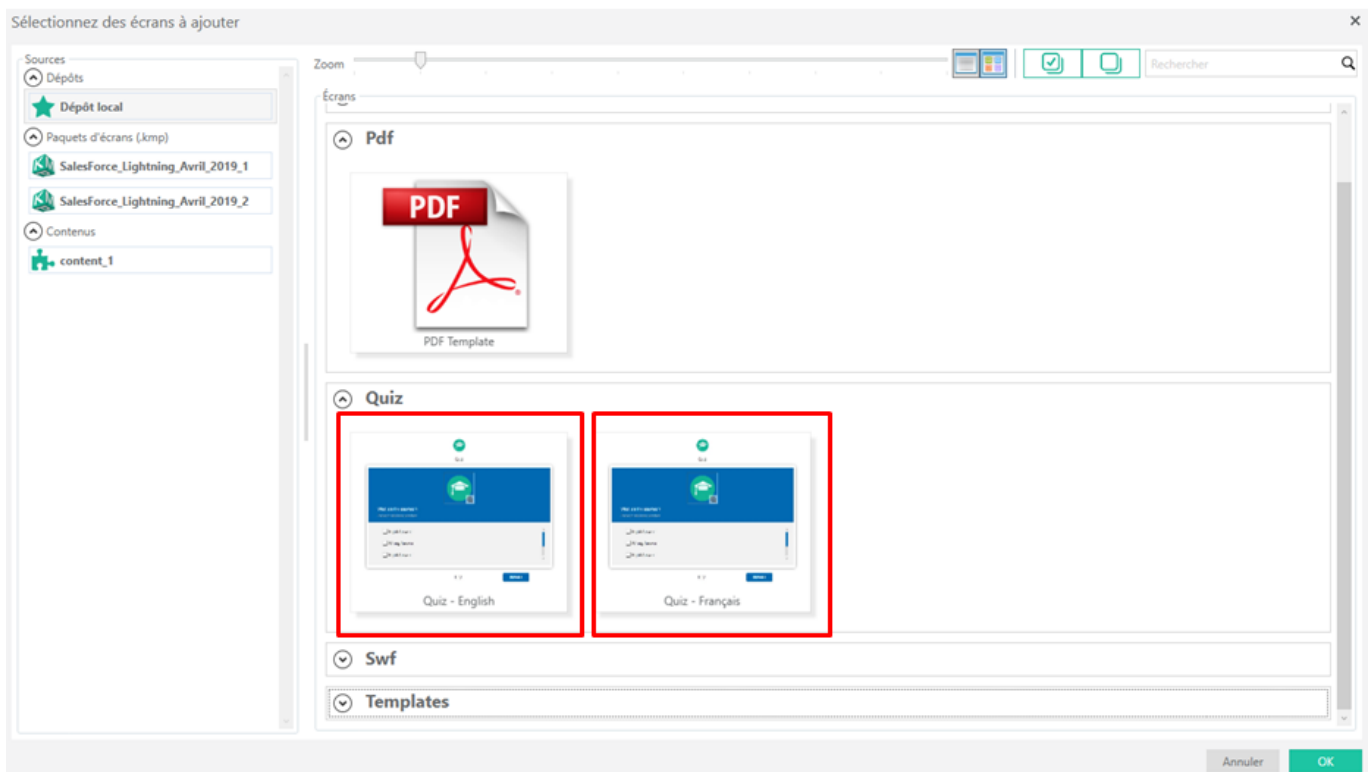 Sélectionnez des écrans à ajouter
Sources
Dépôts
Dépôt local
Paquets d'écrans (.kmp)
SalesForce_Lightning_Avril_2019_1
SalesForce_Lightning_Avril_2019_2
Contenus
content_1
Zoom
Rechercher
Écrans
Pdf
PDF
PDF Template
Quiz
Quiz - English
Quiz - Français
Swf
Templates
Annuler
OK